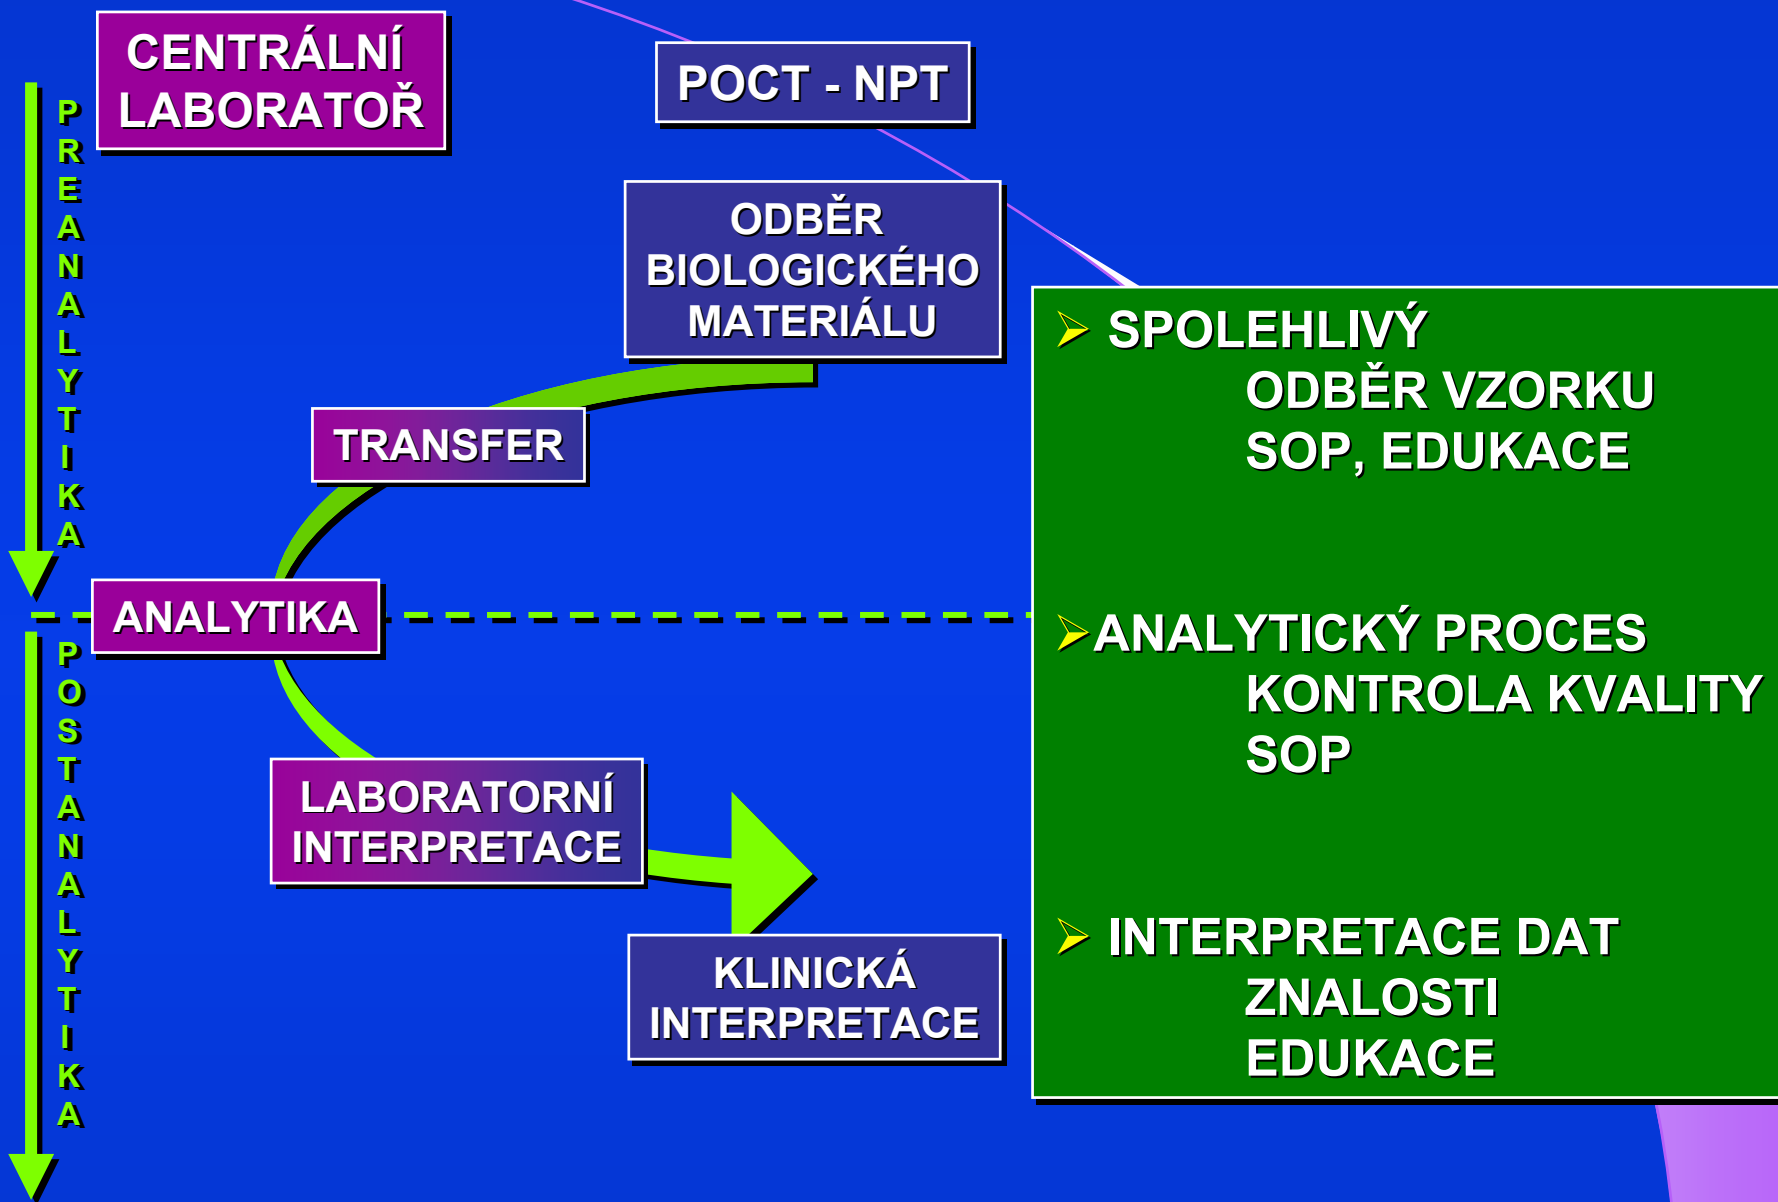 CENTRÁLNÍ
LABORATOŘ
POCT - NPT
PREANALYTIKA
ODBĚR
BIOLOGICKÉHO
MATERIÁLU
TRANSFER
ANALYTIKA
POSTANALYTIKA
LABORATORNÍ
INTERPRETACE
KLINICKÁ
INTERPRETACE
➢ SPOLEHLIVÝ
ODBĚR VZORKU
SOP, EDUKACE
➢ANALYTICKÝ PROCES
KONTROLA KVALITY
SOP
➢ INTERPRETACE DAT
ZNALOSTI
EDUKACE